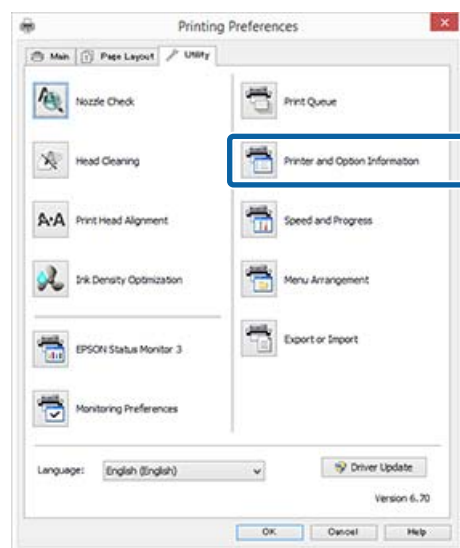 Printing Preferences
Main Page Layout Utility
Nozzle Check
Print Queue
Head Cleaning
Printer and Option Information
A·A Print Head Alignment
Speed and Progress
Ink Density Optimization
Menu Arrangement
EPSON Status Monitor 3
Export or Import
Monitoring Preferences
Language: English (English) Driver Update
Version 6.70
OK Cancel Help